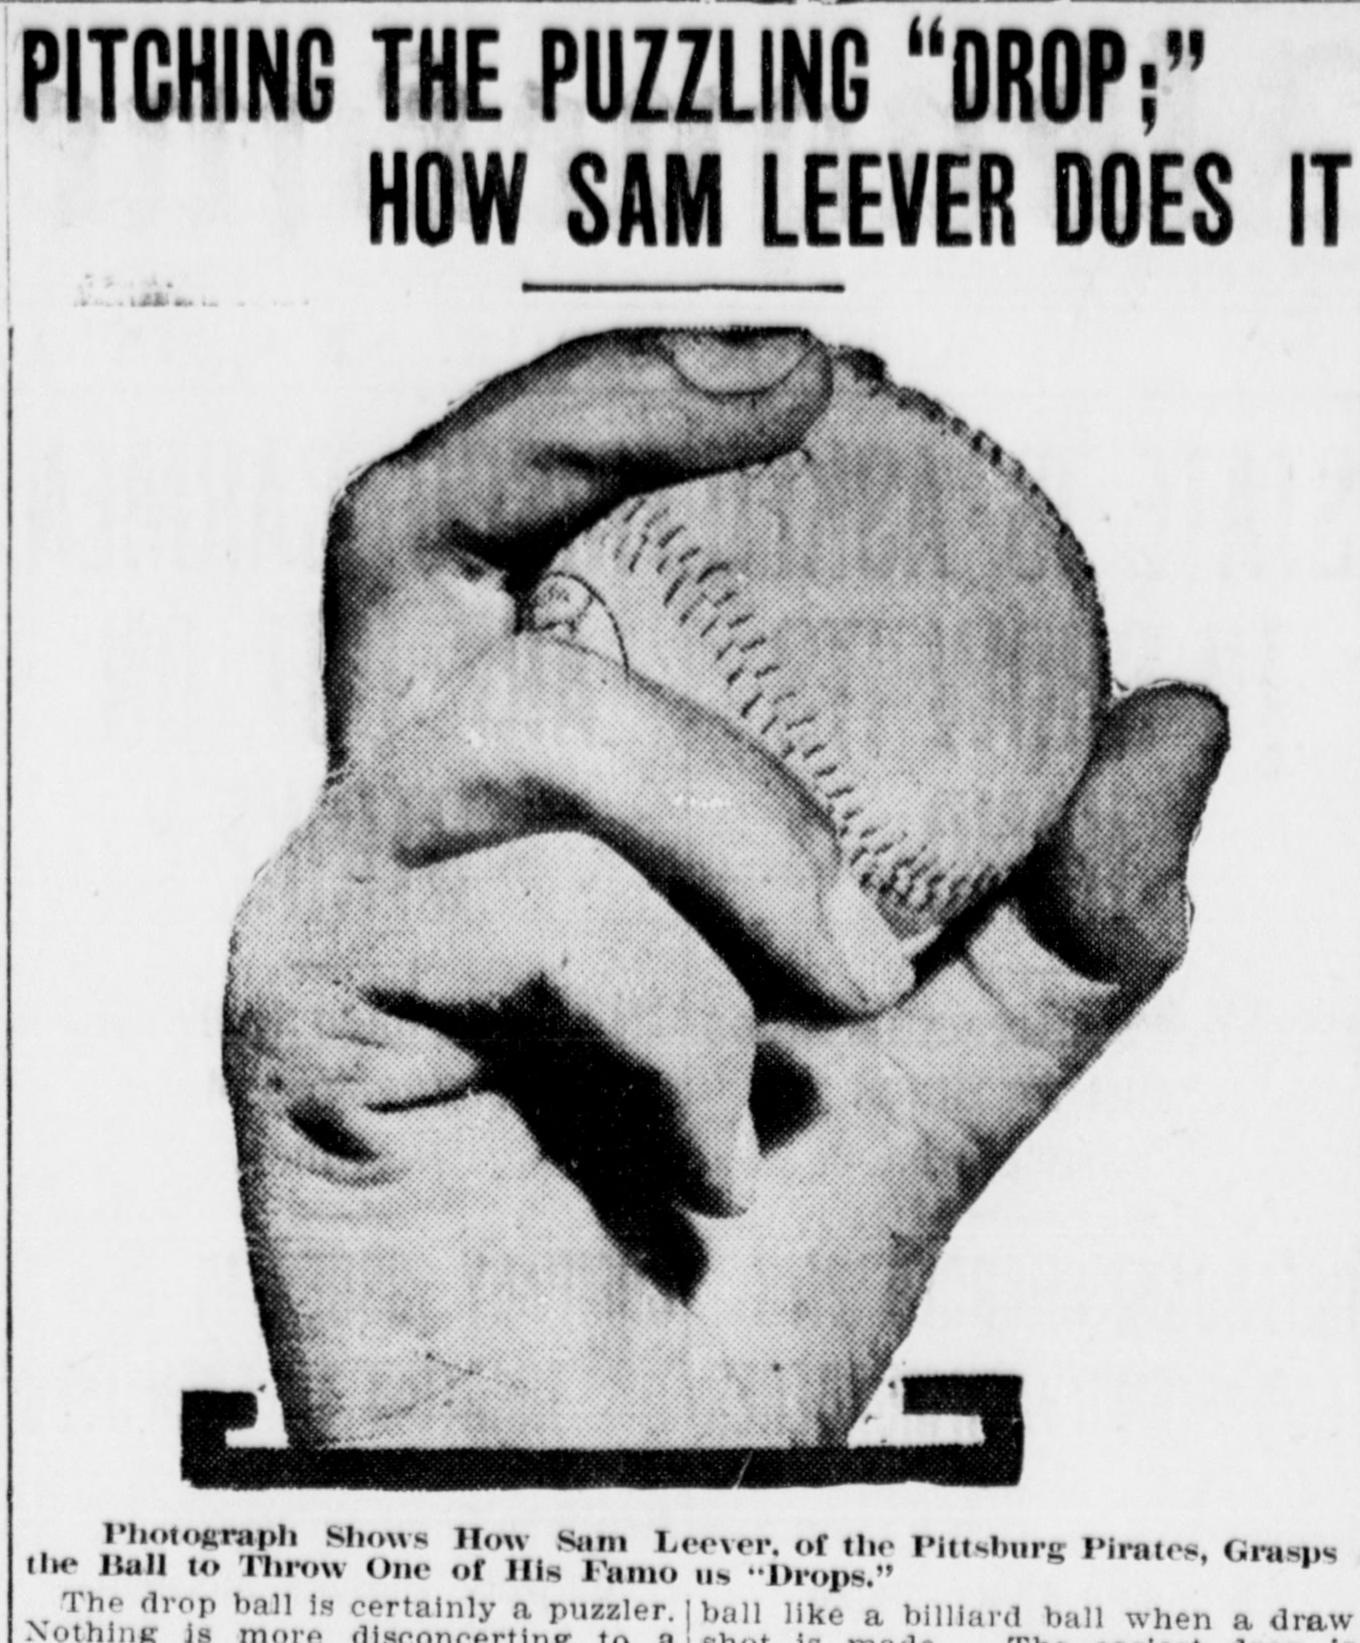 PITCHING THE PUZZLING “DROP;”
HOW SAM LEEVER DOES IT
Photograph Shows How Sam Leever, of the Pittsburg Pirates, Grasps
the Ball to Throw One of His Famo us “Drops.”
The drop ball is certainly a puzzler.
Nothing is more disconcerting to a
ball like a billiard ball when a draw
shot is made. The